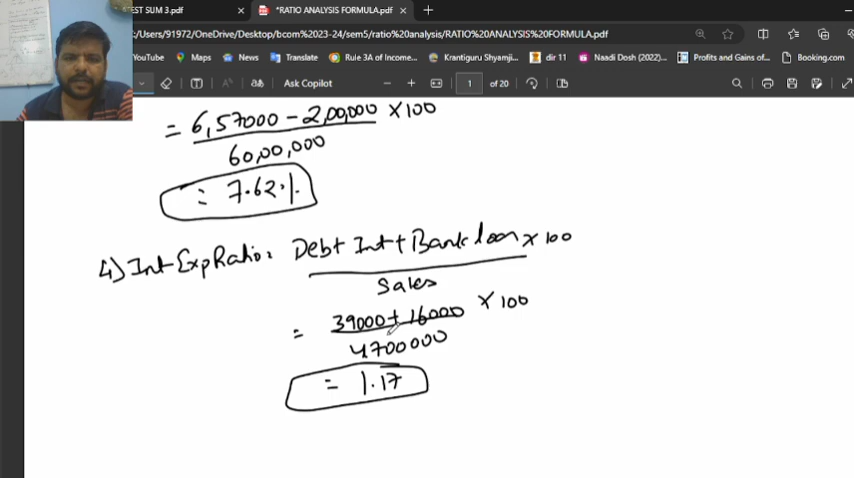 TEST SUM 3.pdf
*RATIO ANALYSIS FORMULA.pdf
:/Users/91972/OneDrive/Desktop/bcom%2023-24/sem5/ratio%20analysis/RATIO%20ANALYSIS%20FORMULA.pdf
YouTube Maps News Translate Rule 3A of Income... Krantiguru Shyamji... dir 11 Naadi Dosh (2022)... Profits and Gains of... Booking.com
Ask Copilot 1 of 20
= 6,57000 - 2,00,000 × 100
60,00,000
= 7.62%
4) Int Exp Ratio: Debt Int + Bank loan × 100
Sales
= 39000 + 16000 × 100
4700000
= 1.17